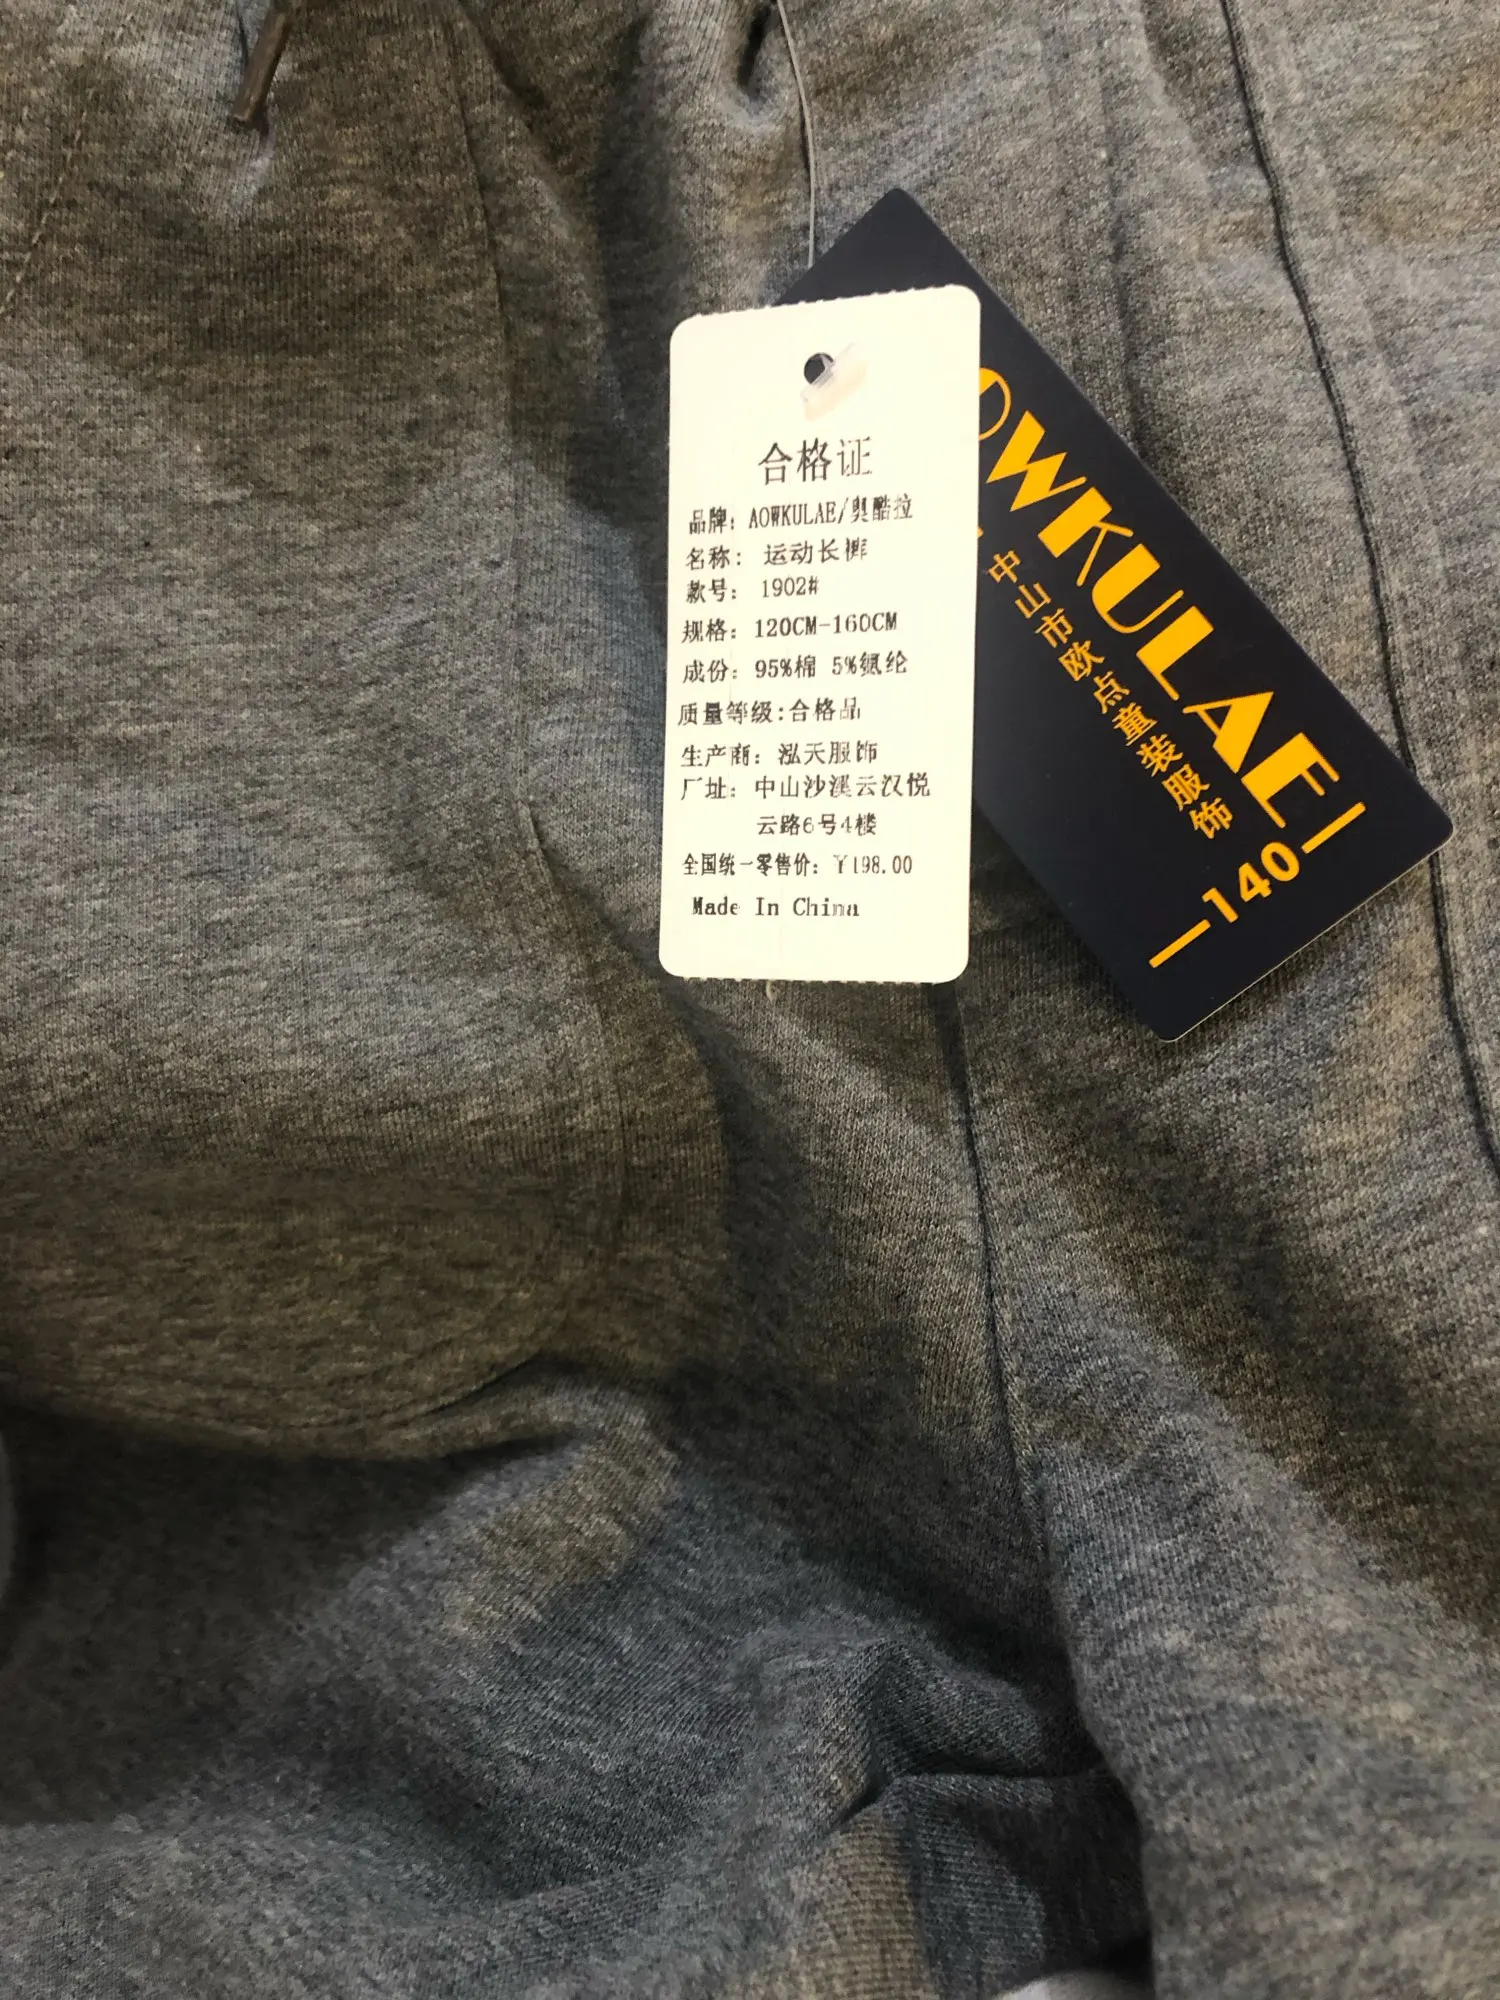 合格证
品牌: AOWKULAE/奥酷拉
名称: 运动长裤
款号: 1902#
规格: 120CM-160CM
成份: 95%棉 5%氨纶
质量等级:合格品
生产商: 泓天服饰
厂址: 中山沙溪云汉悦
云路6号4楼
全国统一零售价: ¥198.00
Made In China
OWKULAE
中山市欧点童装服饰
140